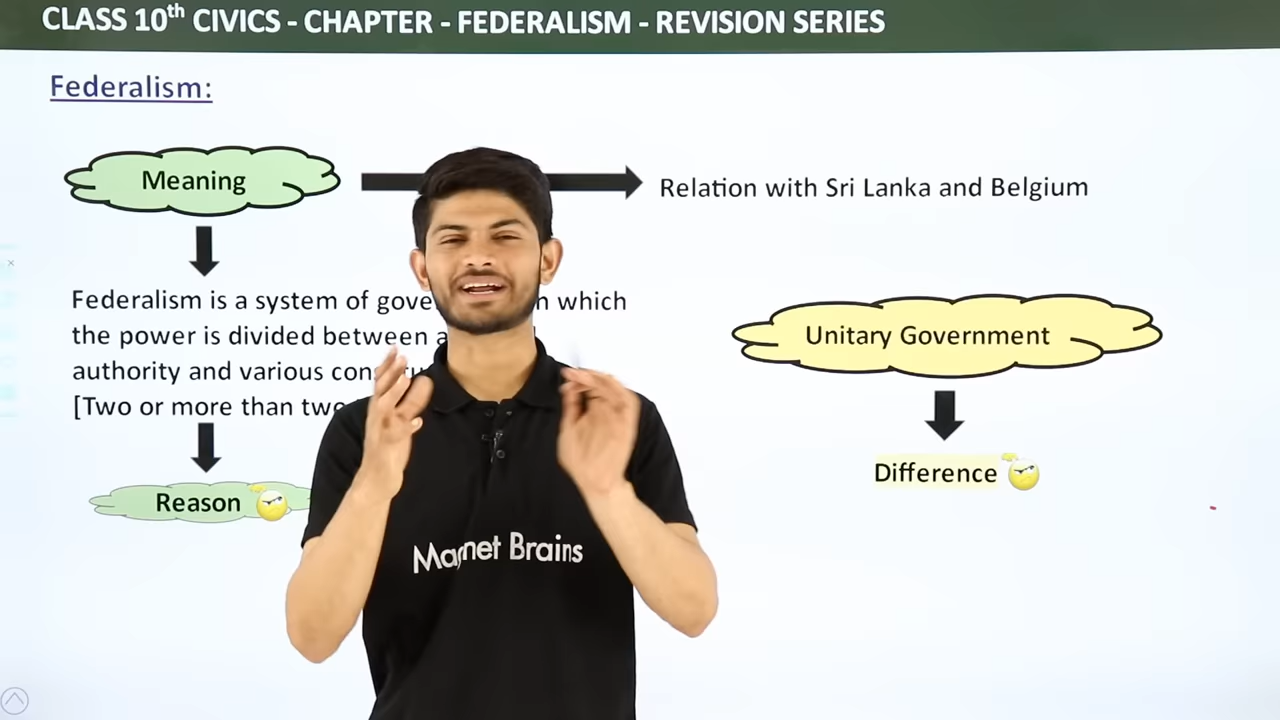 CLASS 10th CIVICS - CHAPTER - FEDERALISM - REVISION SERIES
Federalism:
Meaning
Relation with Sri Lanka and Belgium
Federalism is a system of which
the power is divided between
authority and various
[Two or more than two
Reason
Unitary Government
Difference
Magnet Brains